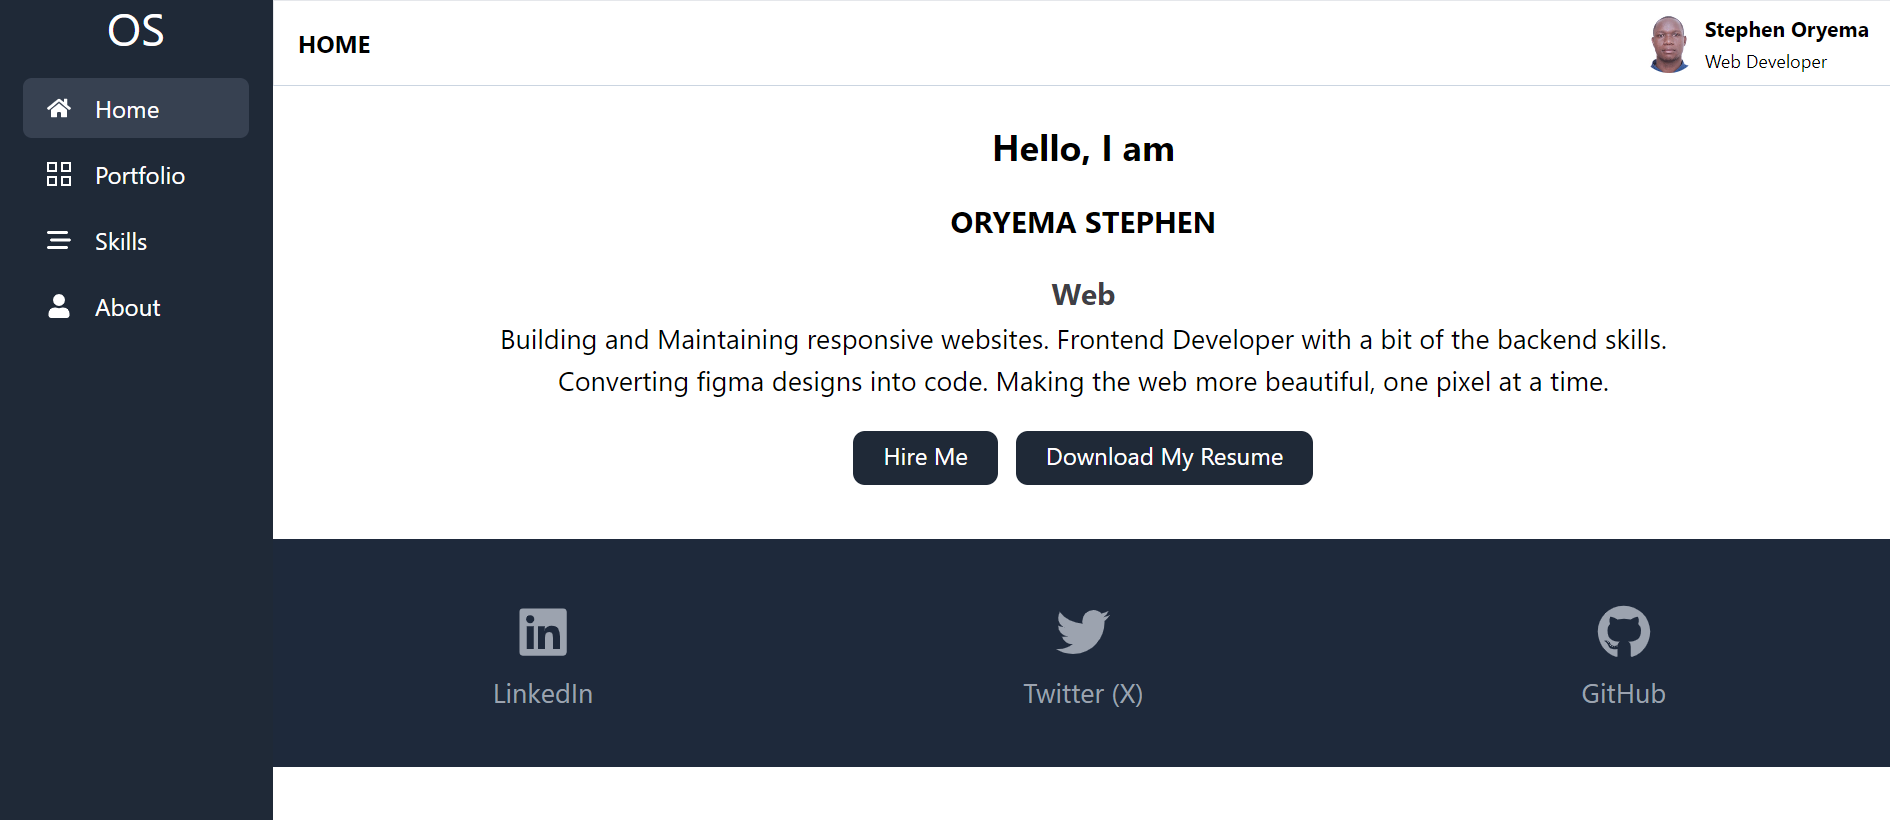 OS
Home
Portfolio
Skills
About
HOME
Stephen Oryema
Web Developer
Hello, I am
ORYEMA STEPHEN
Web
Building and Maintaining responsive websites. Frontend Developer with a bit of the backend skills.
Converting figma designs into code. Making the web more beautiful, one pixel at a time.
Hire Me
Download My Resume
in
LinkedIn
Twitter (X)
GitHub